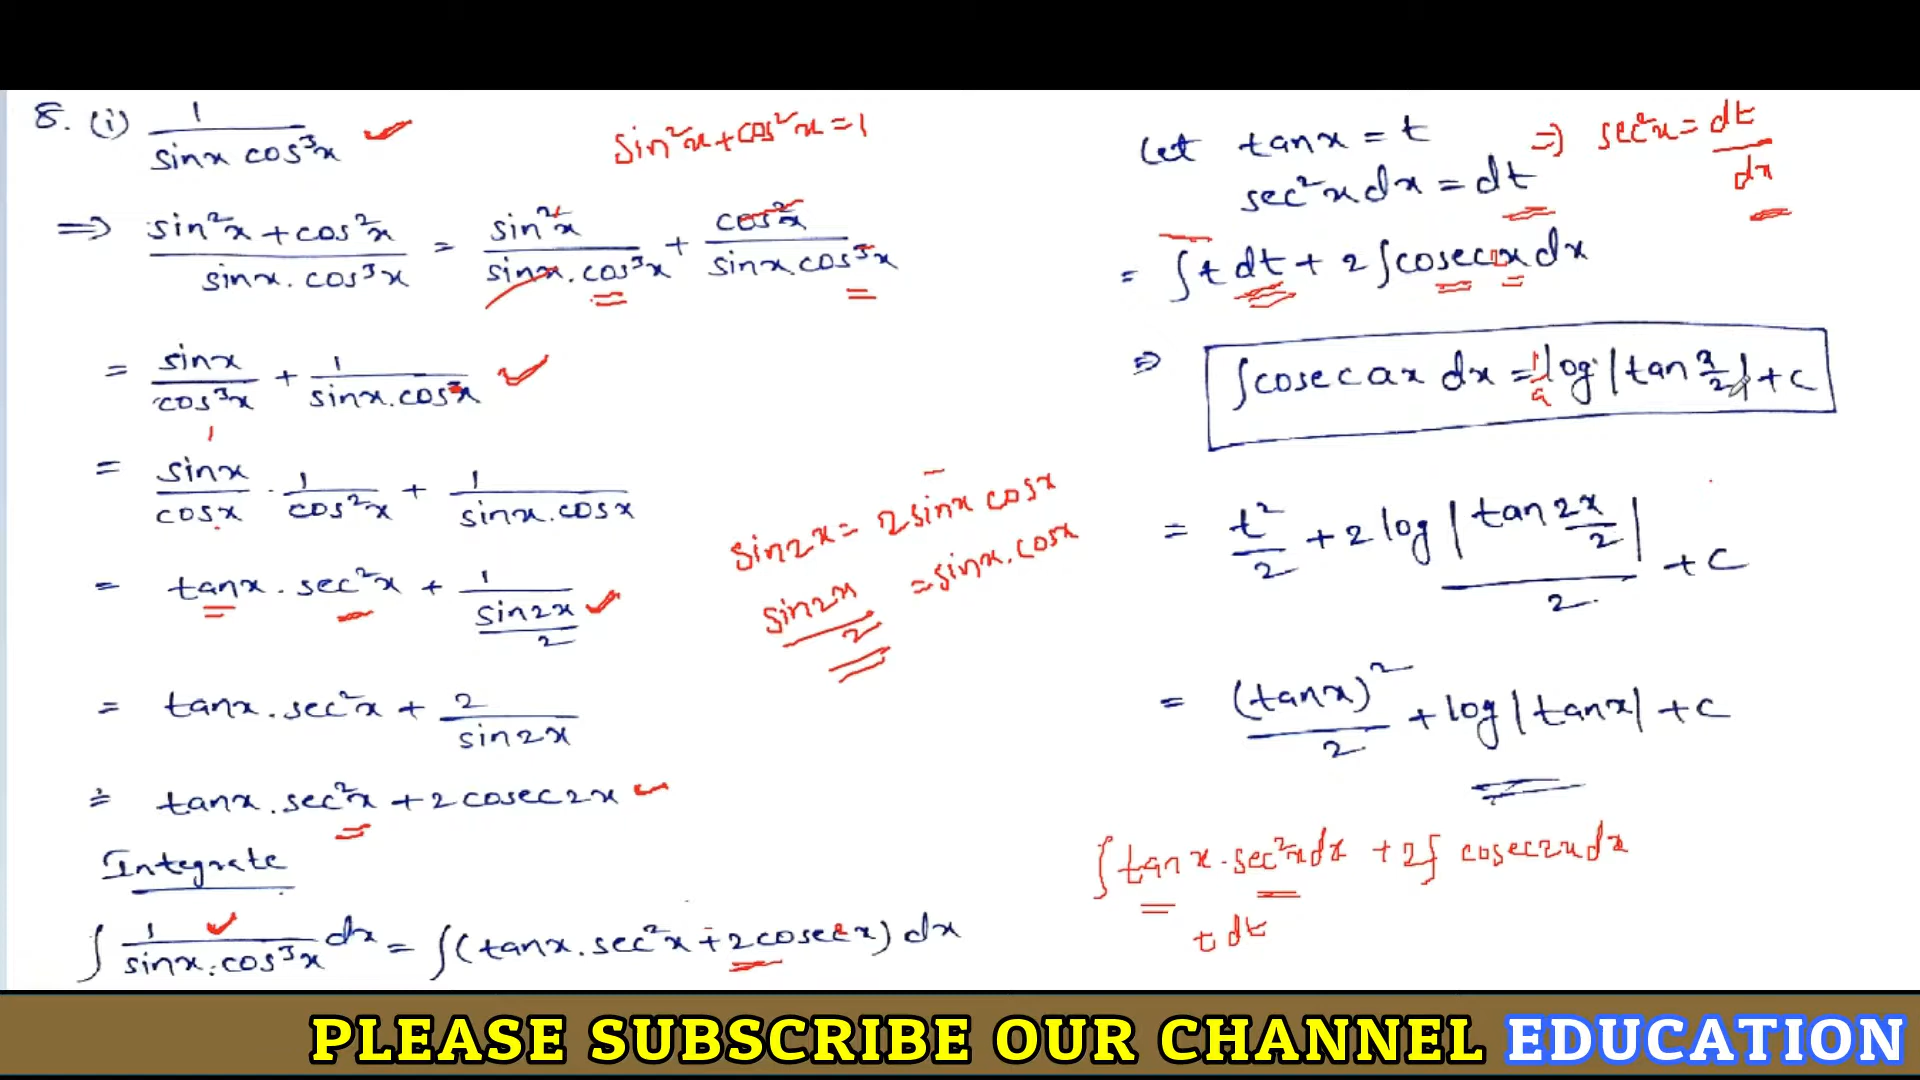 8. (i) 1/(sinx cos³x) ✓
sin²x + cos²x = 1
⇒ (sin²x + cos²x)/(sinx . cos³x) = sin²x/(sinx . cos³x) + cos²x/(sinx . cos³x)
= sinx/cos³x + 1/(sinx . cosx) ✓
= sinx/cosx . 1/cos²x + 1/(sinx . cosx)
sin2x = 2 sinx cosx
sin2x/2 = sinx . cosx
= tanx . sec²x + 1/(sin2x/2) ✓
= tanx . sec²x + 2/sin2x
= tanx . sec²x + 2cosec2x
Integrate
∫ 1/(sinx . cos³x) dx = ∫(tanx . sec²x + 2cosec2x) dx
Let tanx = t ⇒ sec²x = dt/dx
sec²x dx = dt
= ∫ t dt + 2 ∫cosec2x dx
⇒ ∫cosec ax dx = 1/a log|tan x/2| + c
= t²/2 + 2 log|tan 2x/2|/2 + c
= (tanx)²/2 + log|tanx| + c
∫tanx . sec²x dx + 2∫ cosec2x dx
t dt
PLEASE SUBSCRIBE OUR CHANNEL EDUCATION